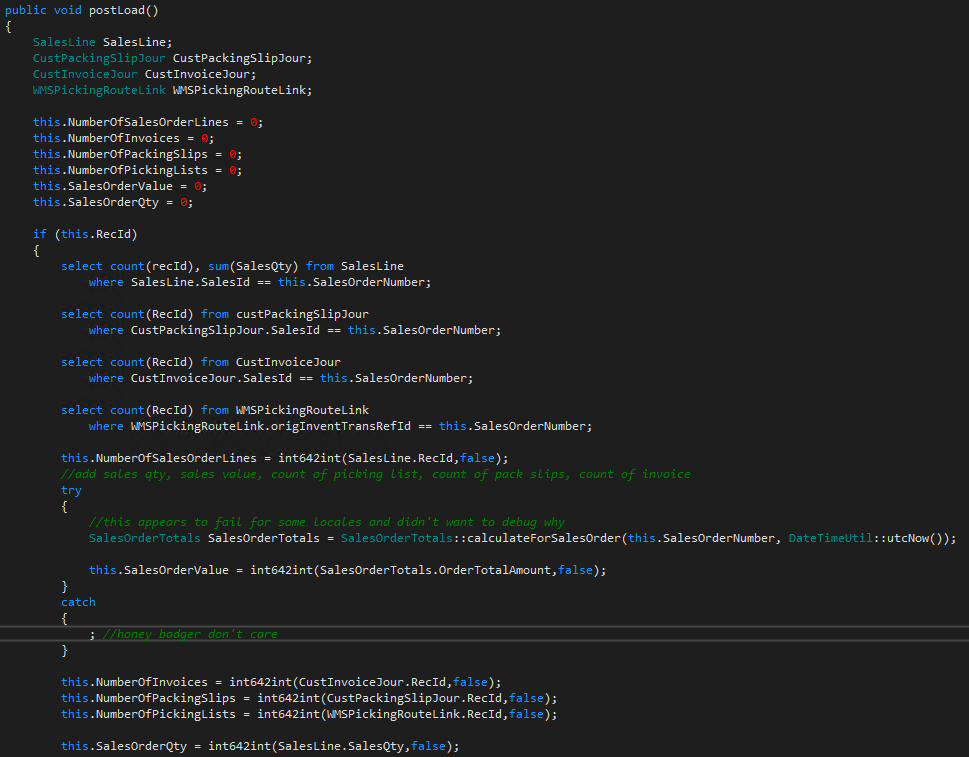 public void postLoad()
{
    SalesLine SalesLine;
    CustPackingSlipJour CustPackingSlipJour;
    CustInvoiceJour CustInvoiceJour;
    WMSPickingRouteLink WMSPickingRouteLink;

    this.NumberOfSalesOrderLines = 0;
    this.NumberOfInvoices = 0;
    this.NumberOfPackingSlips = 0;
    this.NumberOfPickingLists = 0;
    this.SalesOrderValue = 0;
    this.SalesOrderQty = 0;

    if (this.RecId)
    {
        select count(recId), sum(SalesQty) from SalesLine
            where SalesLine.SalesId == this.SalesOrderNumber;

        select count(RecId) from custPackingSlipJour
            where CustPackingSlipJour.SalesId == this.SalesOrderNumber;

        select count(RecId) from CustInvoiceJour
            where CustInvoiceJour.SalesId == this.SalesOrderNumber;

        select count(RecId) from WMSPickingRouteLink
            where WMSPickingRouteLink.origInventTransRefId == this.SalesOrderNumber;

        this.NumberOfSalesOrderLines = int642int(SalesLine.RecId,false);
        //add sales qty, sales value, count of picking list, count of pack slips, count of invoice
        try
        {
            //this appears to fail for some locales and didn't want to debug why
            SalesOrderTotals SalesOrderTotals = SalesOrderTotals::calculateForSalesOrder(this.SalesOrderNumber, DateTimeUtil::utcNow());

            this.SalesOrderValue = int642int(SalesOrderTotals.OrderTotalAmount,false);
        }
        catch
        {
            ; //honey badger don't care
        }

        this.NumberOfInvoices = int642int(CustInvoiceJour.RecId,false);
        this.NumberOfPackingSlips = int642int(CustPackingSlipJour.RecId,false);
        this.NumberOfPickingLists = int642int(WMSPickingRouteLink.RecId,false);

        this.SalesOrderQty = int642int(SalesLine.SalesQty,false);